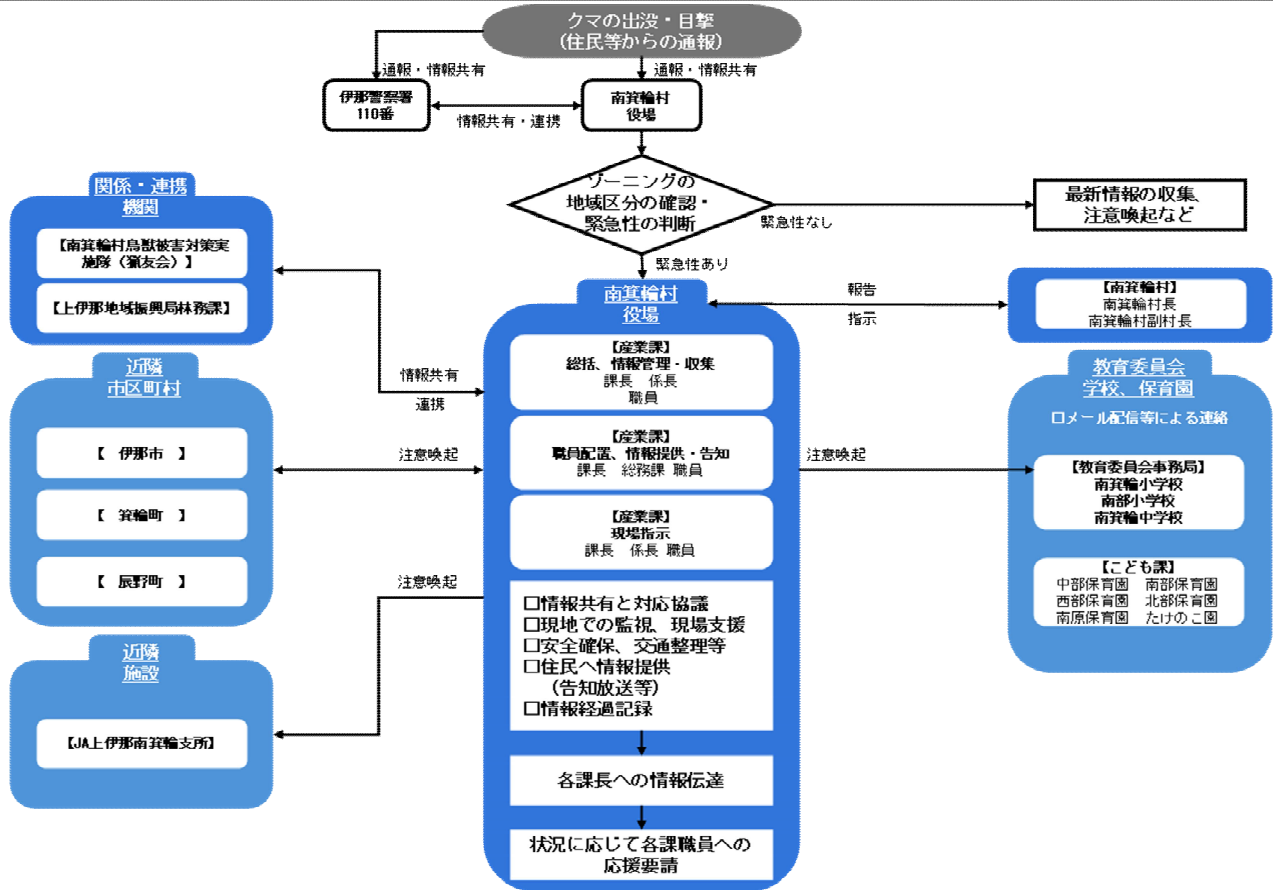 クマの出没・目撃
(住民等からの通報)
通報・情報共有
通報・情報共有
伊那警察署
110番
情報共有・連携
南箕輪村
役場
ゾーニングの
地域区分の確認・
緊急性の判断
緊急性なし
最新情報の収集、
注意喚起など
緊急性あり
関係・連携
機関
【南箕輪村鳥獣被害対策実
施隊（猟友会）】
【上伊那地域振興局林務課】
情報共有
連携
近隣
市区町村
【　伊那市　】
【　箕輪町　】
【　辰野町　】
注意喚起
注意喚起
近隣
施設
【JA上伊那南箕輪支所】
南箕輪村
役場
【産業課】
総括、情報管理・収集
課長　係長
職員
【産業課】
職員配置、情報提供・告知
課長　総務課 職員
【産業課】
現場指示
課長　係長 職員
□情報共有と対応協議
□現地での監視、現場支援
□安全確保、交通整理等
□住民へ情報提供
（告知放送等）
□情報経過記録
各課長への情報伝達
状況に応じて各課職員への
応援要請
報告
指示
【南箕輪村】
南箕輪村長
南箕輪村副村長
注意喚起
教育委員会
学校、保育園
□メール配信等による連絡
【教育委員会事務局】
南箕輪小学校
南部小学校
南箕輪中学校
【こども課】
中部保育園　南部保育園
西部保育園　北部保育園
南原保育園　たけのこ園